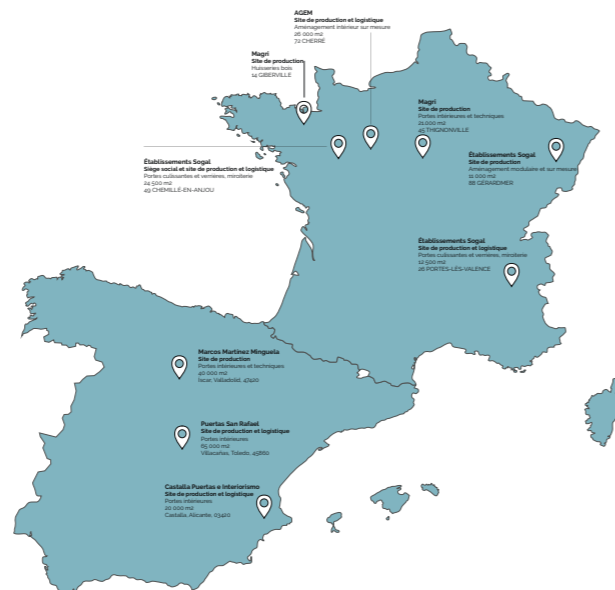 AGEM
Site de production et logistique
Aménagement intérieur sur mesure
26 000 m2
72 CHERRÉ
Magri
Site de production
Huisseries bois
14 GIBERVILLE
Magri
Site de production
Portes intérieures et techniques
21.000 m2
45 THIGNONVILLE
Établissements Sogal
Siège social et site de production et logistique
Portes culissantes et verrières, miroiterie
24 500 m2
49 CHEMILLÉ-EN-ANJOU
Établissements Sogal
Site de production
Aménagement modulaire et sur mesure
11 000 m2
88 GÉRARDMER
Établissements Sogal
Site de production et logistique
Portes culissantes et verrières, miroiterie
12 500 m2
26 PORTES-LÈS-VALENCE
Marcos Martínez Minguela
Site de production
Portes intérieures et techniques
40 000 m2
Íscar, Valladolid, 47420
Puertas San Rafael
Site de production et logistique
Portes intérieures
65 000 m2
Villacañas, Toledo, 45860
Castalla Puertas e Interiorismo
Site de production et logistique
Portes intérieures
20 000 m2
Castalla, Alicante, 03420